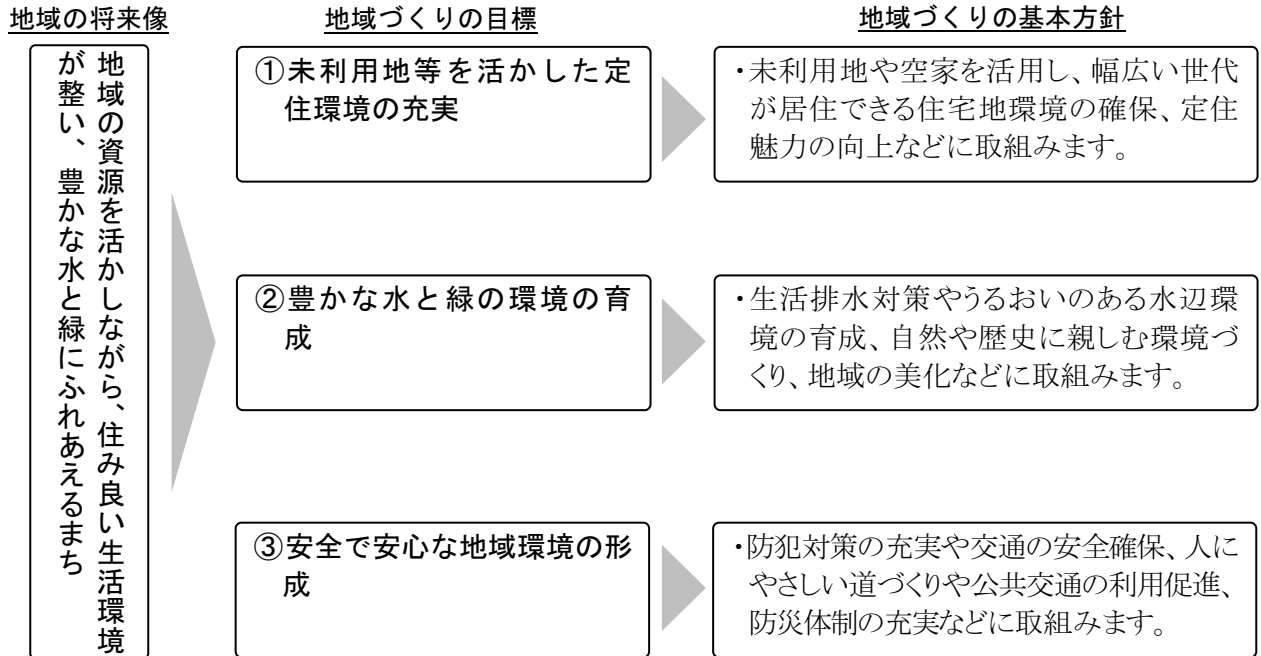 地域の将来像
地域づくりの目標
地域づくりの基本方針
地域の資源を活かしながら、住み良い生活環境
が整い、豊かな水と緑にふれあえるまち
①未利用地等を活かした定
住環境の充実
・未利用地や空家を活用し、幅広い世代
が居住できる住宅地環境の確保、定住
魅力の向上などに取組みます。
②豊かな水と緑の環境の育
成
・生活排水対策やうるおいのある水辺環
境の育成、自然や歴史に親しむ環境づ
くり、地域の美化などに取組みます。
③安全で安心な地域環境の形
成
・防犯対策の充実や交通の安全確保、人に
やさしい道づくりや公共交通の利用促進、
防災体制の充実などに取組みます。